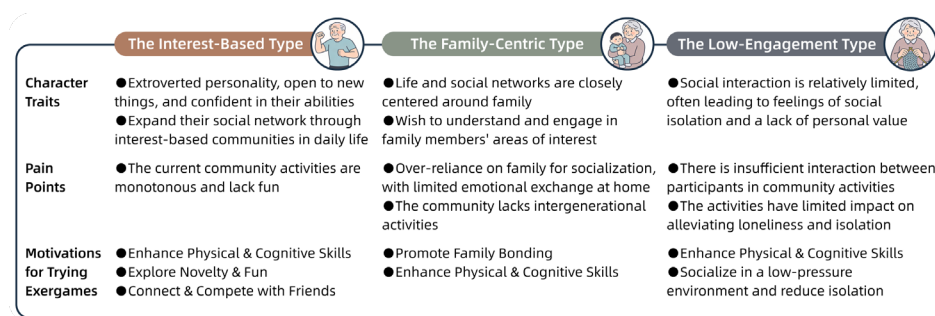 The Interest-Based Type
The Family-Centric Type
The Low-Engagement Type
Character
Traits
●Extroverted personality, open to new
things, and confident in their abilities
●Expand their social network through
interest-based communities in daily life
●Life and social networks are closely
centered around family
●Wish to understand and engage in
family members' areas of interest
●Social interaction is relatively limited,
often leading to feelings of social
isolation and a lack of personal value
Pain
Points
●The current community activities are
monotonous and lack fun
●Over-reliance on family for socialization,
with limited emotional exchange at home
●The community lacks intergenerational
activities
●There is insufficient interaction between
participants in community activities
●The activities have limited impact on
alleviating loneliness and isolation
Motivations
for Trying
Exergames
●Enhance Physical & Cognitive Skills
●Explore Novelty & Fun
●Connect & Compete with Friends
●Promote Family Bonding
●Enhance Physical & Cognitive Skills
●Enhance Physical & Cognitive Skills
●Socialize in a low-pressure
environment and reduce isolation